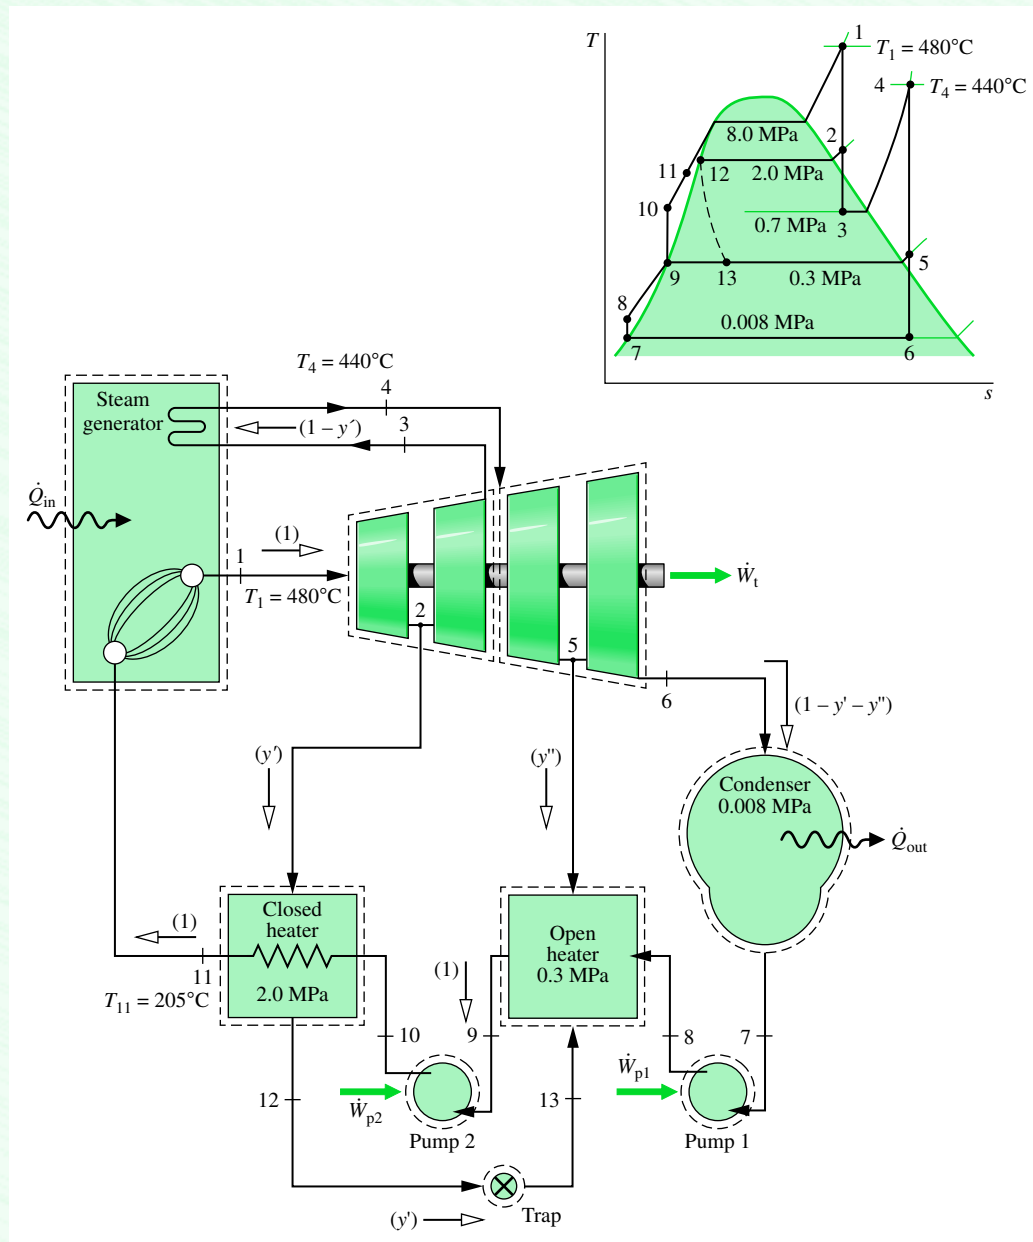 T
1
T1 = 480°C
4
T4 = 440°C
8.0 MPa
2
11
12
2.0 MPa
10
0.7 MPa
3
9
13
0.3 MPa
5
8
0.008 MPa
7
6
s
T4 = 440°C
4
Steam
generator
(1 – y′)
3
Q̇in
(1)
1
T1 = 480°C
Ẇt
2
5
6
(1 – y' – y")
(y')
(y")
Condenser
0.008 MPa
Q̇out
Closed
heater
2.0 MPa
(1)
11
T11 = 205°C
Open
heater
0.3 MPa
(1)
10
9
8
7
12
Ẇp2
Pump 2
13
Ẇp1
Pump 1
Trap
(y')